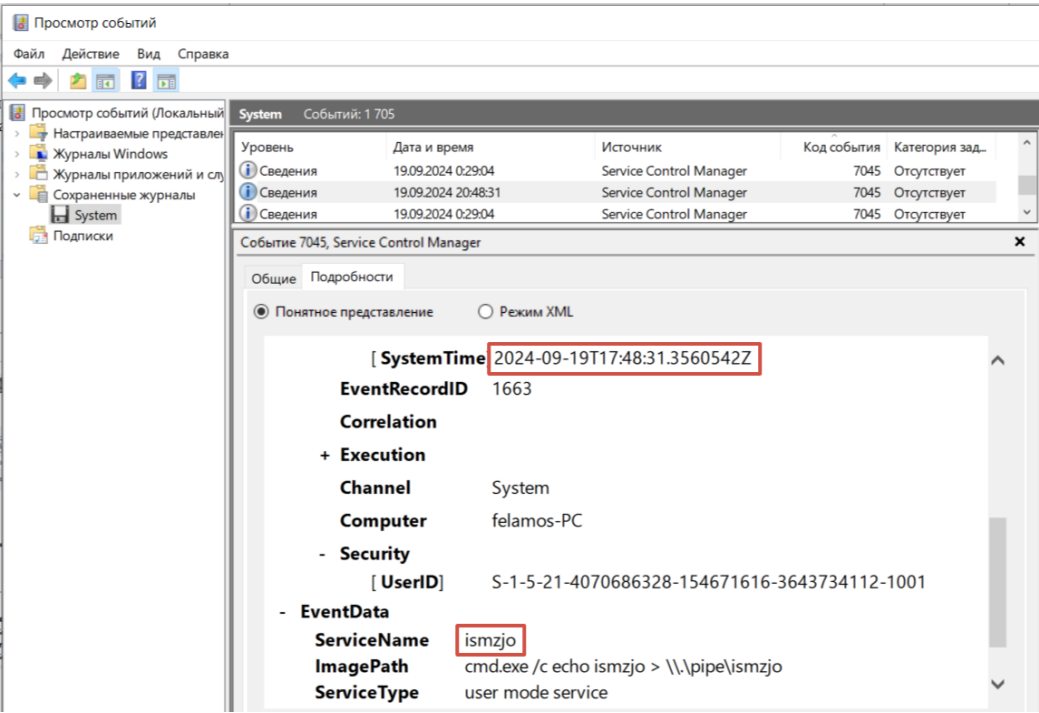 Просмотр событий
Файл Действие Вид Справка
Просмотр событий (Локальный
Настраиваемые представлен
Журналы Windows
Журналы приложений и слу
Сохраненные журналы
System
Подписки
System Событий: 1 705
Уровень Дата и время Источник Код события Категория зад...
Сведения 19.09.2024 0:29:04 Service Control Manager 7045 Отсутствует
Сведения 19.09.2024 20:48:31 Service Control Manager 7045 Отсутствует
Сведения 19.09.2024 0:29:04 Service Control Manager 7045 Отсутствует
Событие 7045, Service Control Manager
Общие Подробности
Понятное представление Режим XML
[ SystemTime 2024-09-19T17:48:31.3560542Z
EventRecordID 1663
Correlation
+ Execution
Channel System
Computer felamos-PC
- Security
[ UserID] S-1-5-21-4070686328-154671616-3643734112-1001
- EventData
ServiceName ismzjo
ImagePath cmd.exe /c echo ismzjo > \\.\pipe\ismzjo
ServiceType user mode service